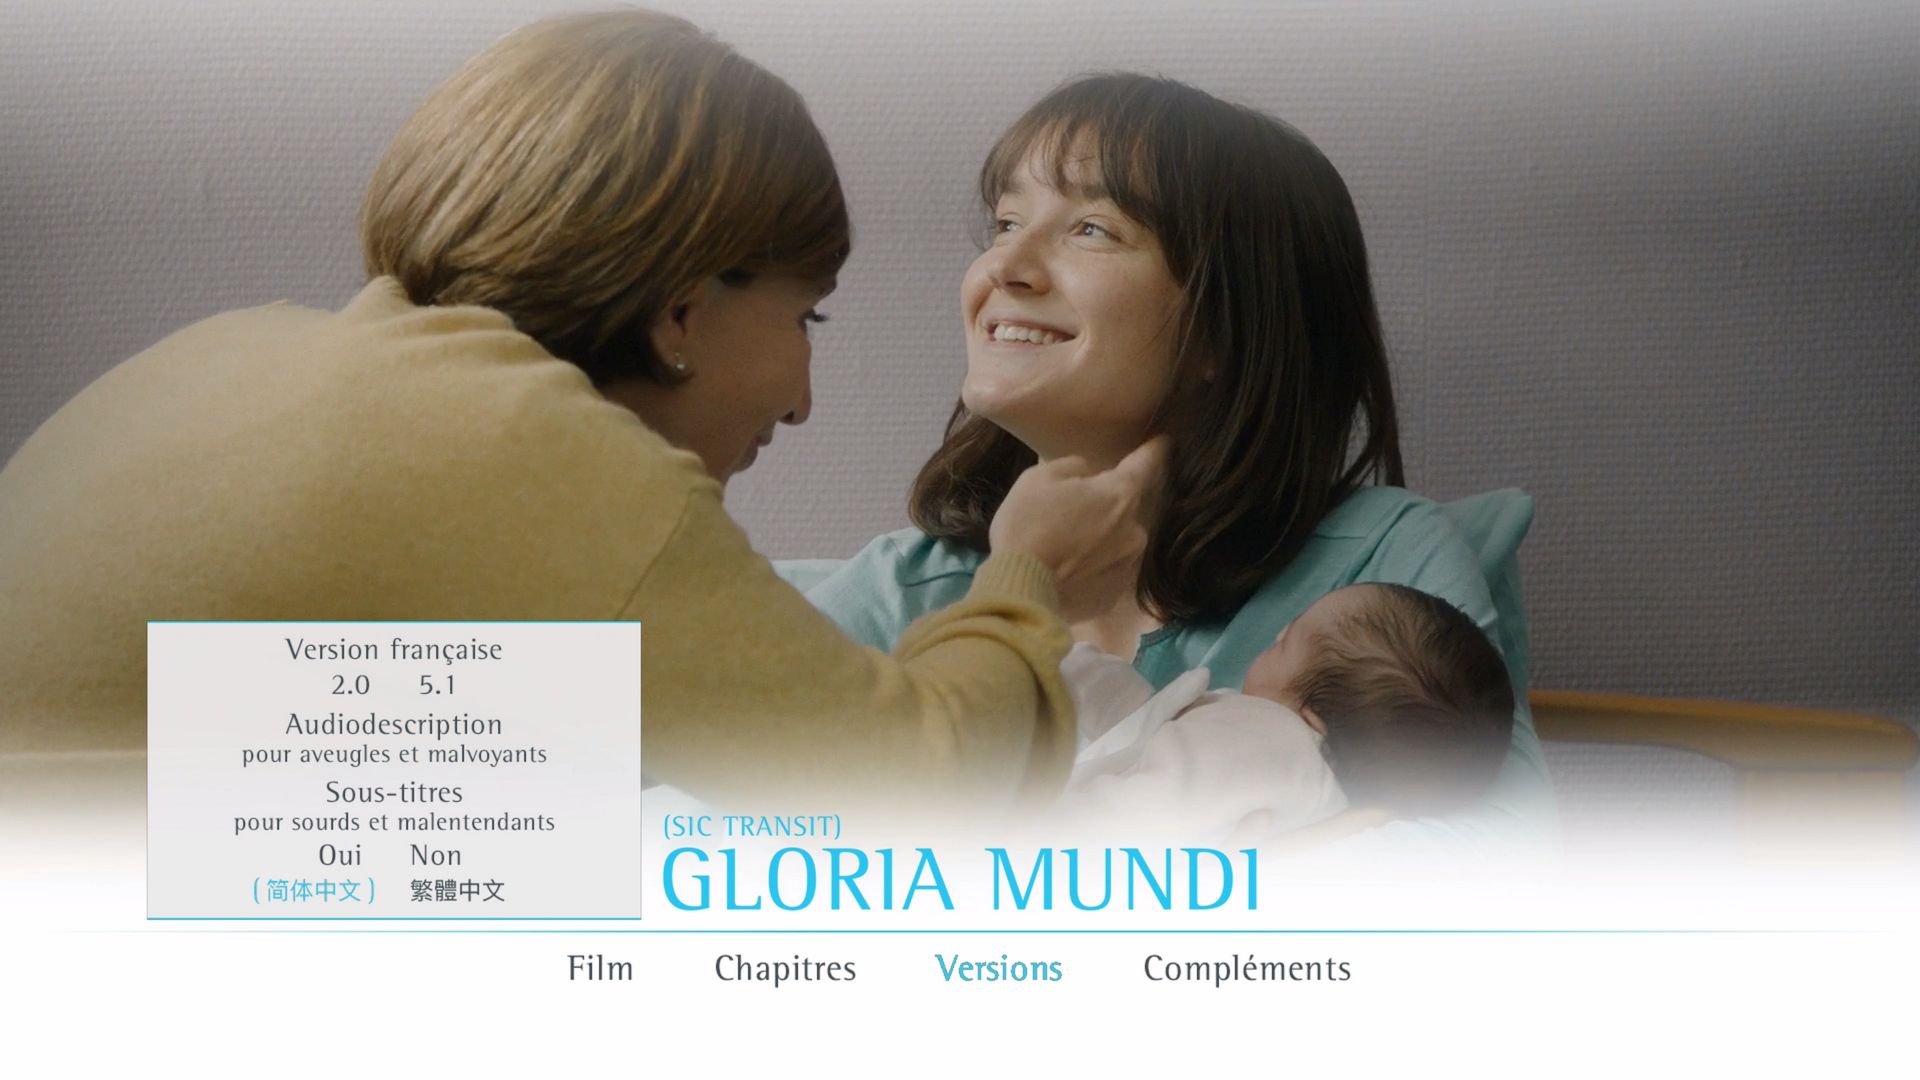 Version française
2.0 5.1
Audiodescription
pour aveugles et malvoyants
Sous-titres
pour sourds et malentendants
Oui Non
(简体中文) 繁體中文
(SIC TRANSIT)
GLORIA MUNDI
Film Chapitres Versions Compléments